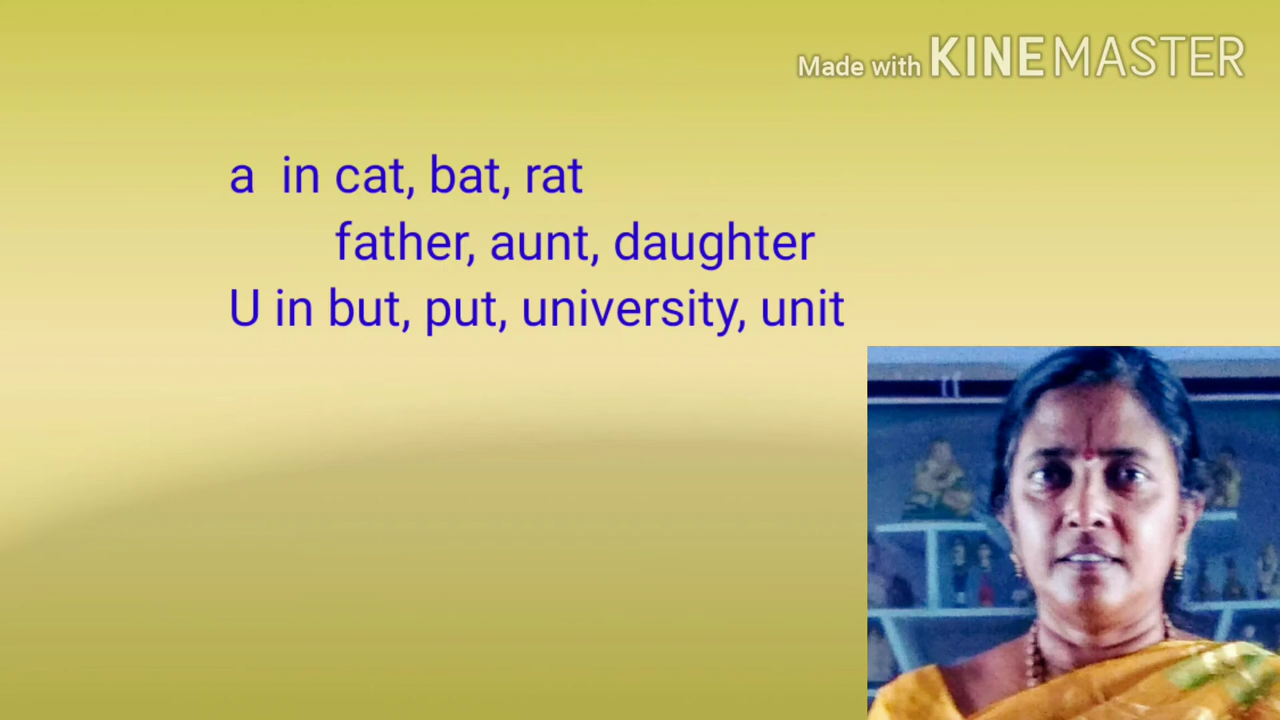 Made with KINEMASTER
a in cat, bat, rat
father, aunt, daughter
U in but, put, university, unit